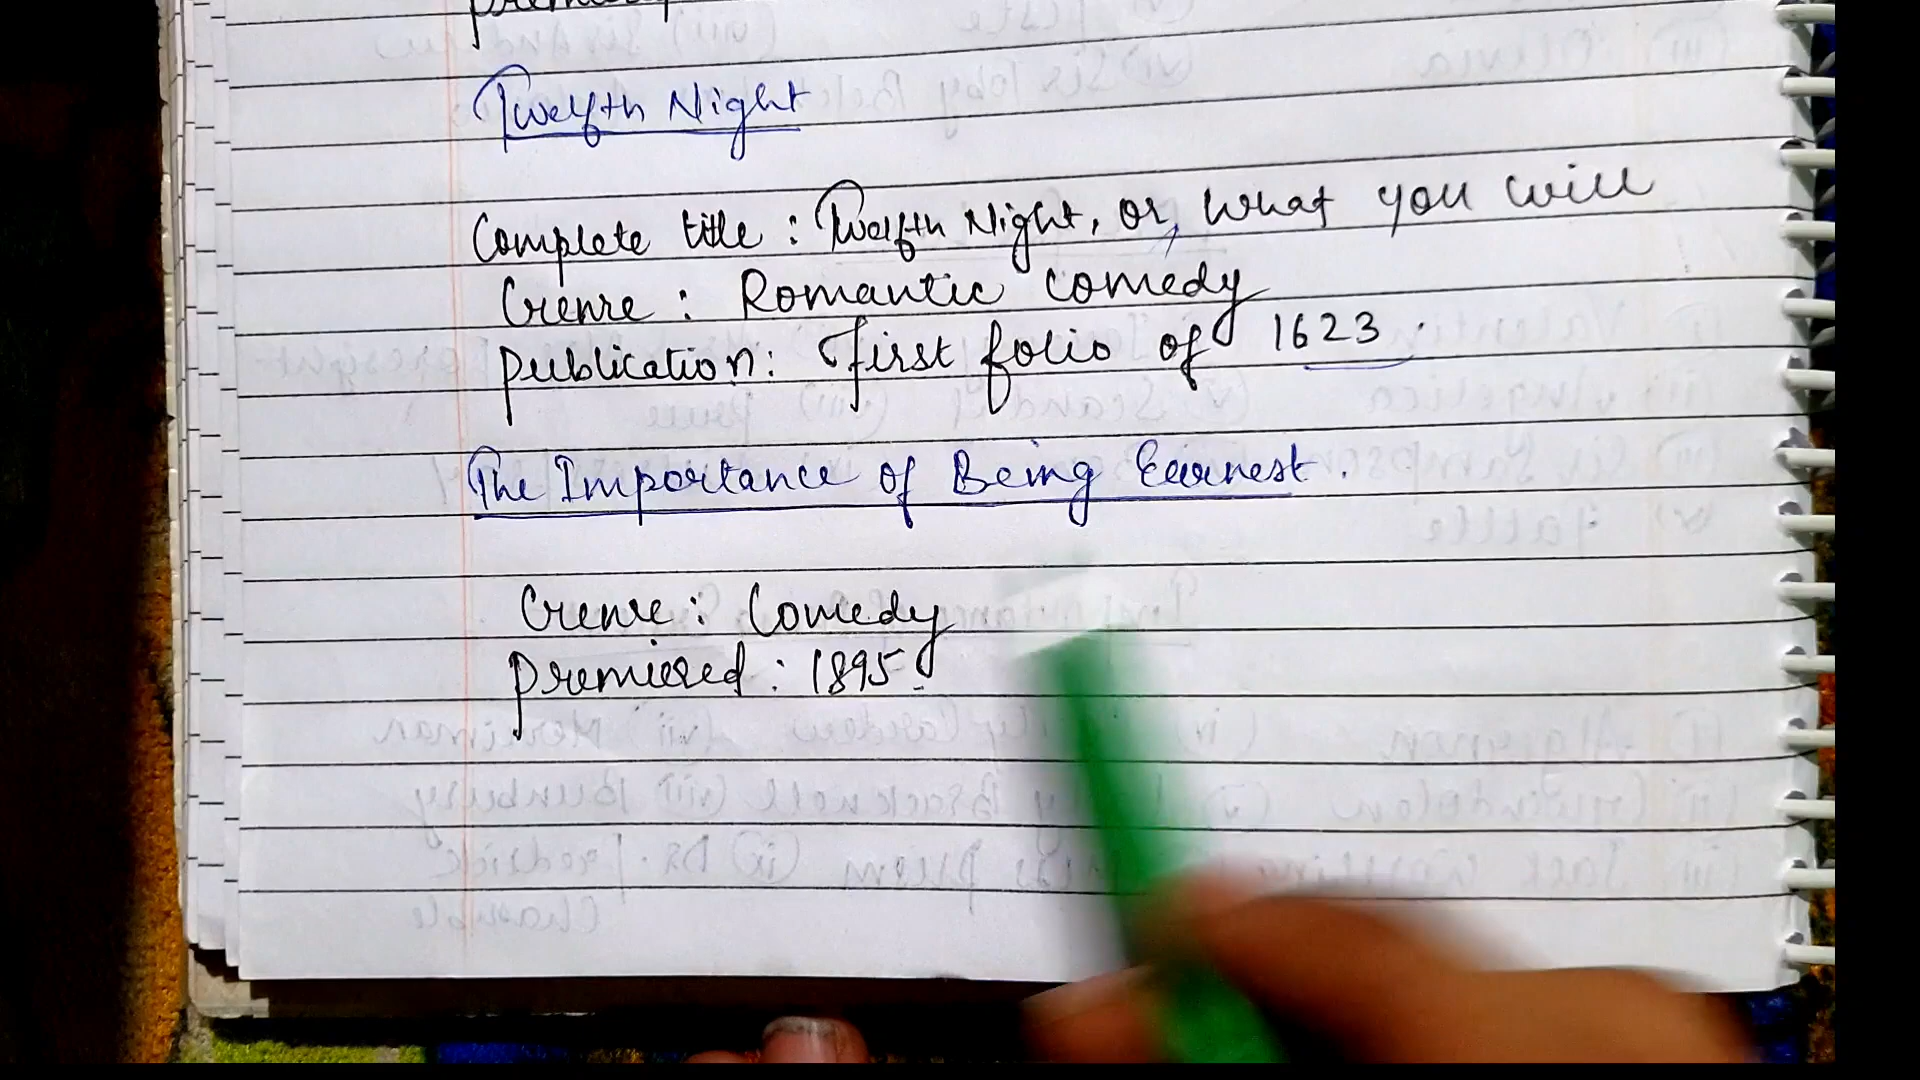 Twelfth Night
Complete title : Twelfth Night, or, what you will
Genre : Romantic comedy
Publication : First folio of 1623.
The Importance of Being Earnest.
Genre : Comedy
Premiered : 1895.